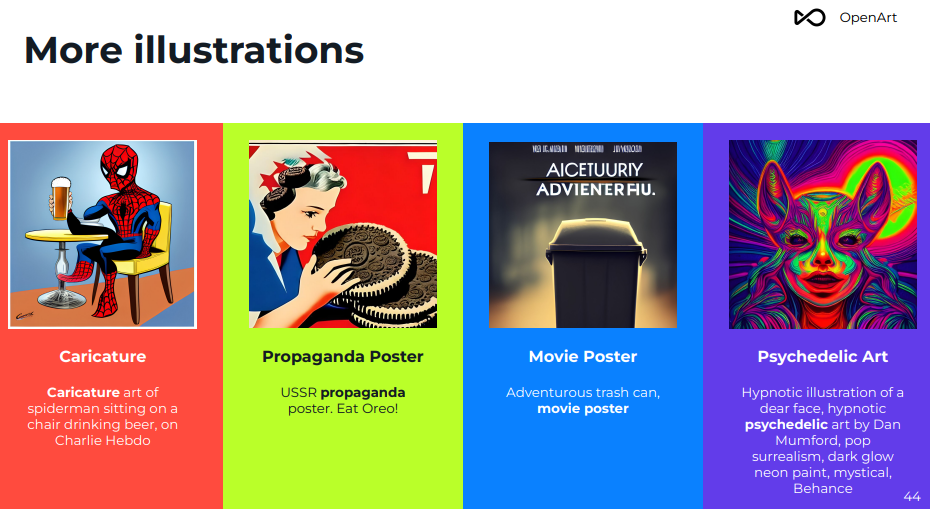 OpenArt
More illustrations
AICETUURIY
ADVIENER HU.
Caricature
Caricature art of
spiderman sitting on a
chair drinking beer, on
Charlie Hebdo
Propaganda Poster
USSR propaganda
poster. Eat Oreo!
Movie Poster
Adventurous trash can,
movie poster
Psychedelic Art
Hypnotic illustration of a
dear face, hypnotic
psychedelic art by Dan
Mumford, pop
surrealism, dark glow
neon paint, mystical,
Behance
44